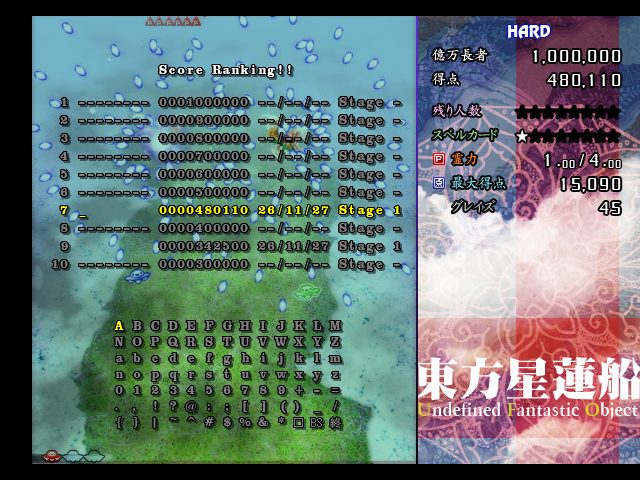 HARD
PPPPPP
Score Ranking!!
1 -------- 0001000000 --/--/-- Stage -
2 -------- 0000900000 --/--/-- Stage -
3 -------- 0000800000 --/--/-- Stage -
4 -------- 0000700000 --/--/-- Stage -
5 -------- 0000600000 --/--/-- Stage -
6 -------- 0000500000 --/--/-- Stage -
7 _ 0000480110 26/11/27 Stage 1
8 -------- 0000400000 --/--/-- Stage -
9 0000342800 26/11/27 Stage 1
10 -------- 0000300000 --/--/-- Stage -
A B C D E F G H I J K L M
N O P Q R S T U V W X Y Z
a b c d e f g h i j k l m
n o p q r s t u v w x y z
0 1 2 3 4 5 6 7 8 9 + - =
. , ! ? @ : ; [ ] ( ) _ /
{ } | ~ ^ # $ % & * □ BS 終
億万長者 1,000,000
得点 480,110
残り人数
スペルカード
P 霊力 1.00/4.00
点 最大得点 15,090
グレイズ 45
東方星蓮船
Undefined Fantastic Object